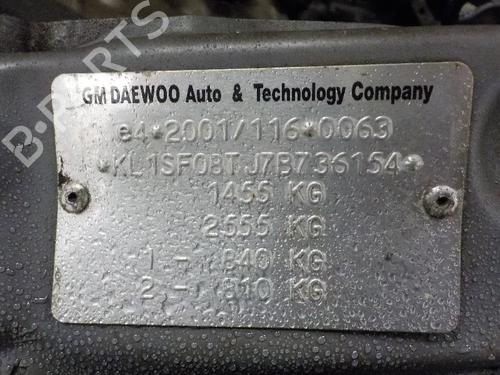 B-PARTS
GM DAEWOO Auto & Technology Company
e4*2001/116*0063
*KL1SF08TJ7B736154*
1455 KG
2555 KG
1 - 840 KG
2 - 810 KG